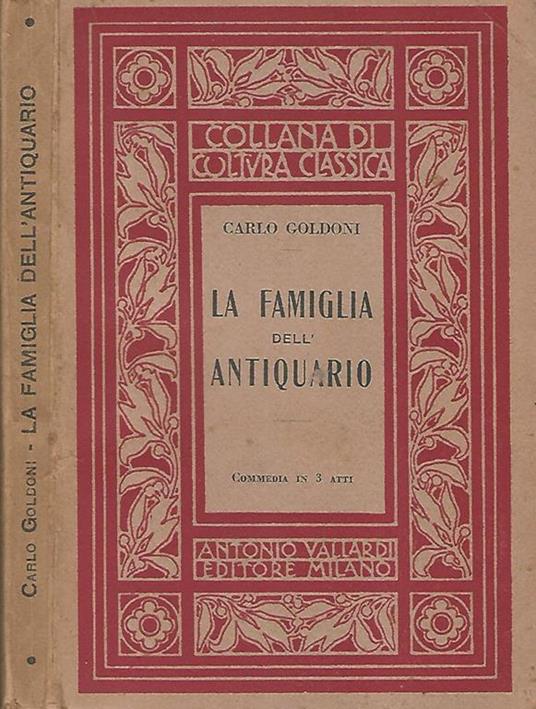 CARLO GOLDONI - LA FAMIGLIA DELL'ANTIQUARIO
COLLANA DI
COLTVRA CLASSICA
CARLO GOLDONI
LA FAMIGLIA
DELL'
ANTIQUARIO
COMMEDIA IN 3 ATTI
ANTONIO VALLARDI
EDITORE MILANO